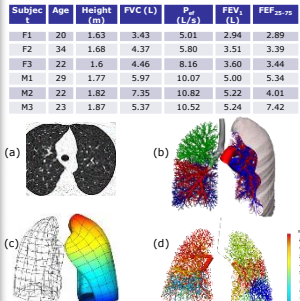 Subjec t Age Height (m) FVC (L) Pef (L/s) FEV1 (L) FEF25-75
F1 20 1.63 3.43 5.01 2.94 2.89
F2 34 1.68 4.37 5.80 3.51 3.39
F3 22 1.6 4.46 8.16 3.60 3.44
M1 29 1.77 5.97 10.07 5.00 5.34
M2 22 1.82 7.35 10.82 5.22 4.01
M3 23 1.87 5.37 10.52 5.24 7.42
(a) (b)
(c) (d)